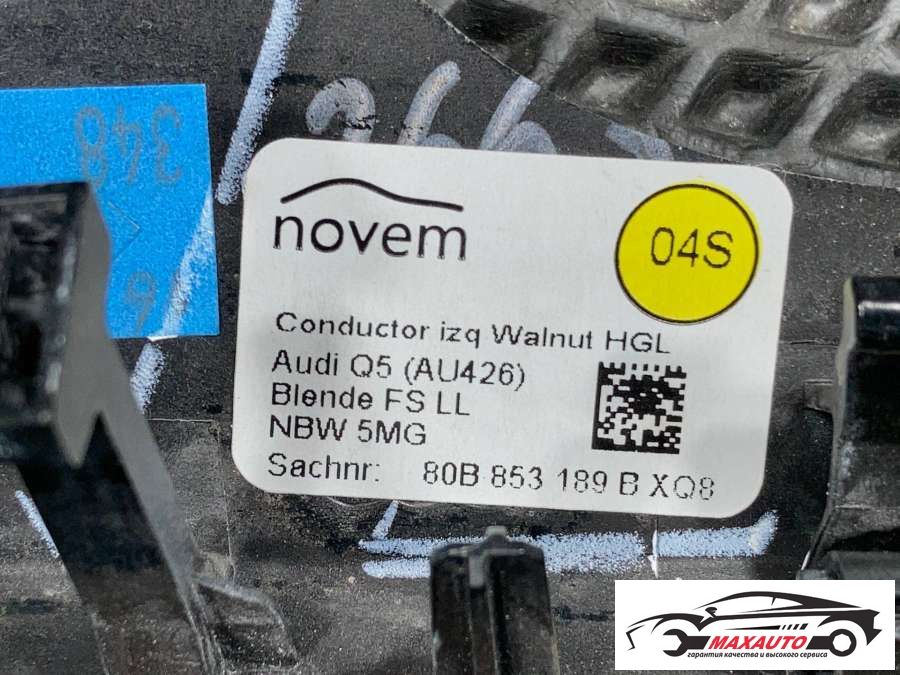 348
novem
04S
Conductor izq Walnut HGL
Audi Q5 (AU426)
Blende FS LL
NBW 5MG
Sachnr: 80B 853 189 B XQ8
MAXAUTO
гарантия качества и высокого сервиса